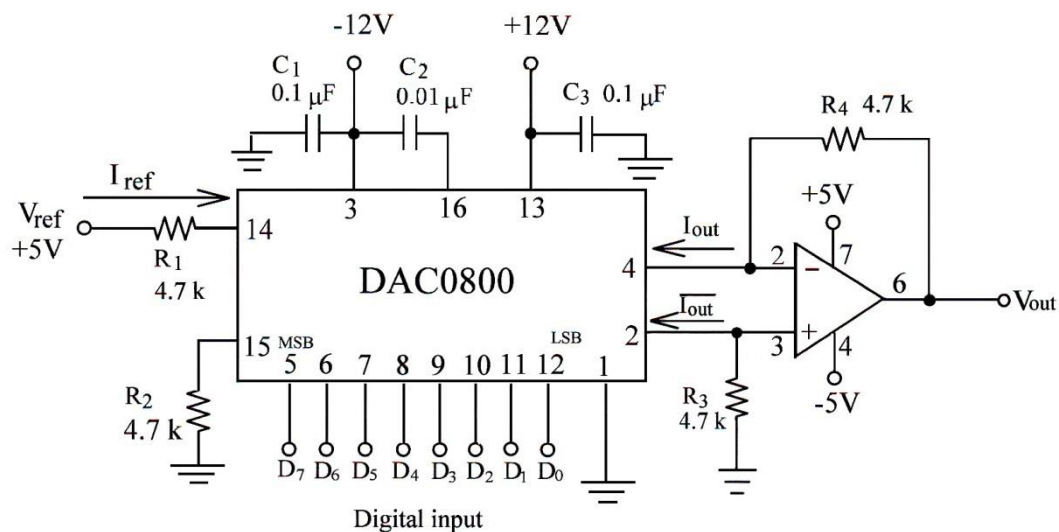 -12V
+12V
C₁
0.1 µF
C₂
0.01 µF
C₃ 0.1 µF
R₄ 4.7 k
I ref
3
16
13
+5V
Vref
+5V
14
R₁
4.7 k
DAC0800
Iout
4
2
−
7
6
Vout
Iout
2
3
+
4
-5V
15
MSB
LSB
5
6
7
8
9
10
11
12
1
R₂
4.7 k
R₃
4.7 k
D₇
D₆
D₅
D₄
D₃
D₂
D₁
D₀
Digital input